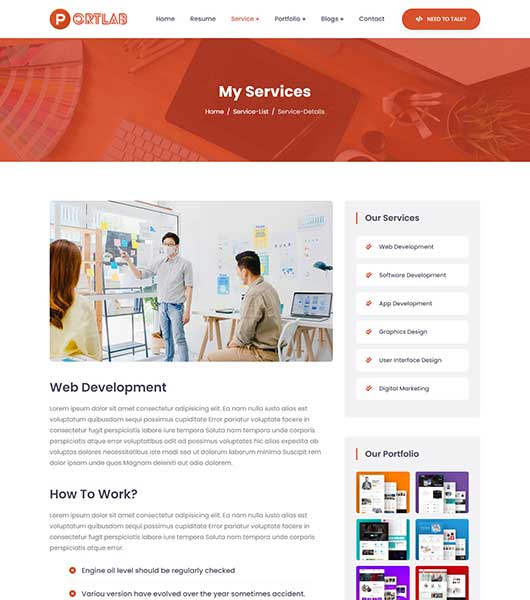 PORTLAB
Home Resume Service + Portfolio + Blogs + Contact
NEED TO TALK?
My Services
Home / Service-List / Service-Details
Our Services
Web Development
Software Development
App Development
Graphics Design
User Interface Design
Digital Marketing
Web Development
Lorem ipsum dolor sit amet consectetur adipisicing elit. Ea nam nulla iusto alias est
voluptatum quibusdam sequi possimus cupiditate Error in pariatur voluptate facere in
consectetur perspiciatis labore iure tempora Soluta nam tempora unde corporis
perspiciatis atque eruor voluptatibus odit ad possimus voluptates hic explicabo praesentium
voluptas dolores necessitatibus iste modi sed ut dolorum laborum minima Suscipit rem
dolor ipsum unde quos Magnam deleniti aut odio dolorem.
How To Work?
Lorem ipsum dolor sit amet consectetur adipisicing elit. Ea nam nulla iusto alias est
voluptatum quibusdam sequi possimus cupiditate Error in pariatur voluptate facere in
consectetur perspiciatis labore iure tempora Soluta nam tempora unde corporis
perspiciatis atque error.
Engine oil level should be regularly checked
Variou version have evolved over the year sometimes accident.
Our Portfolio